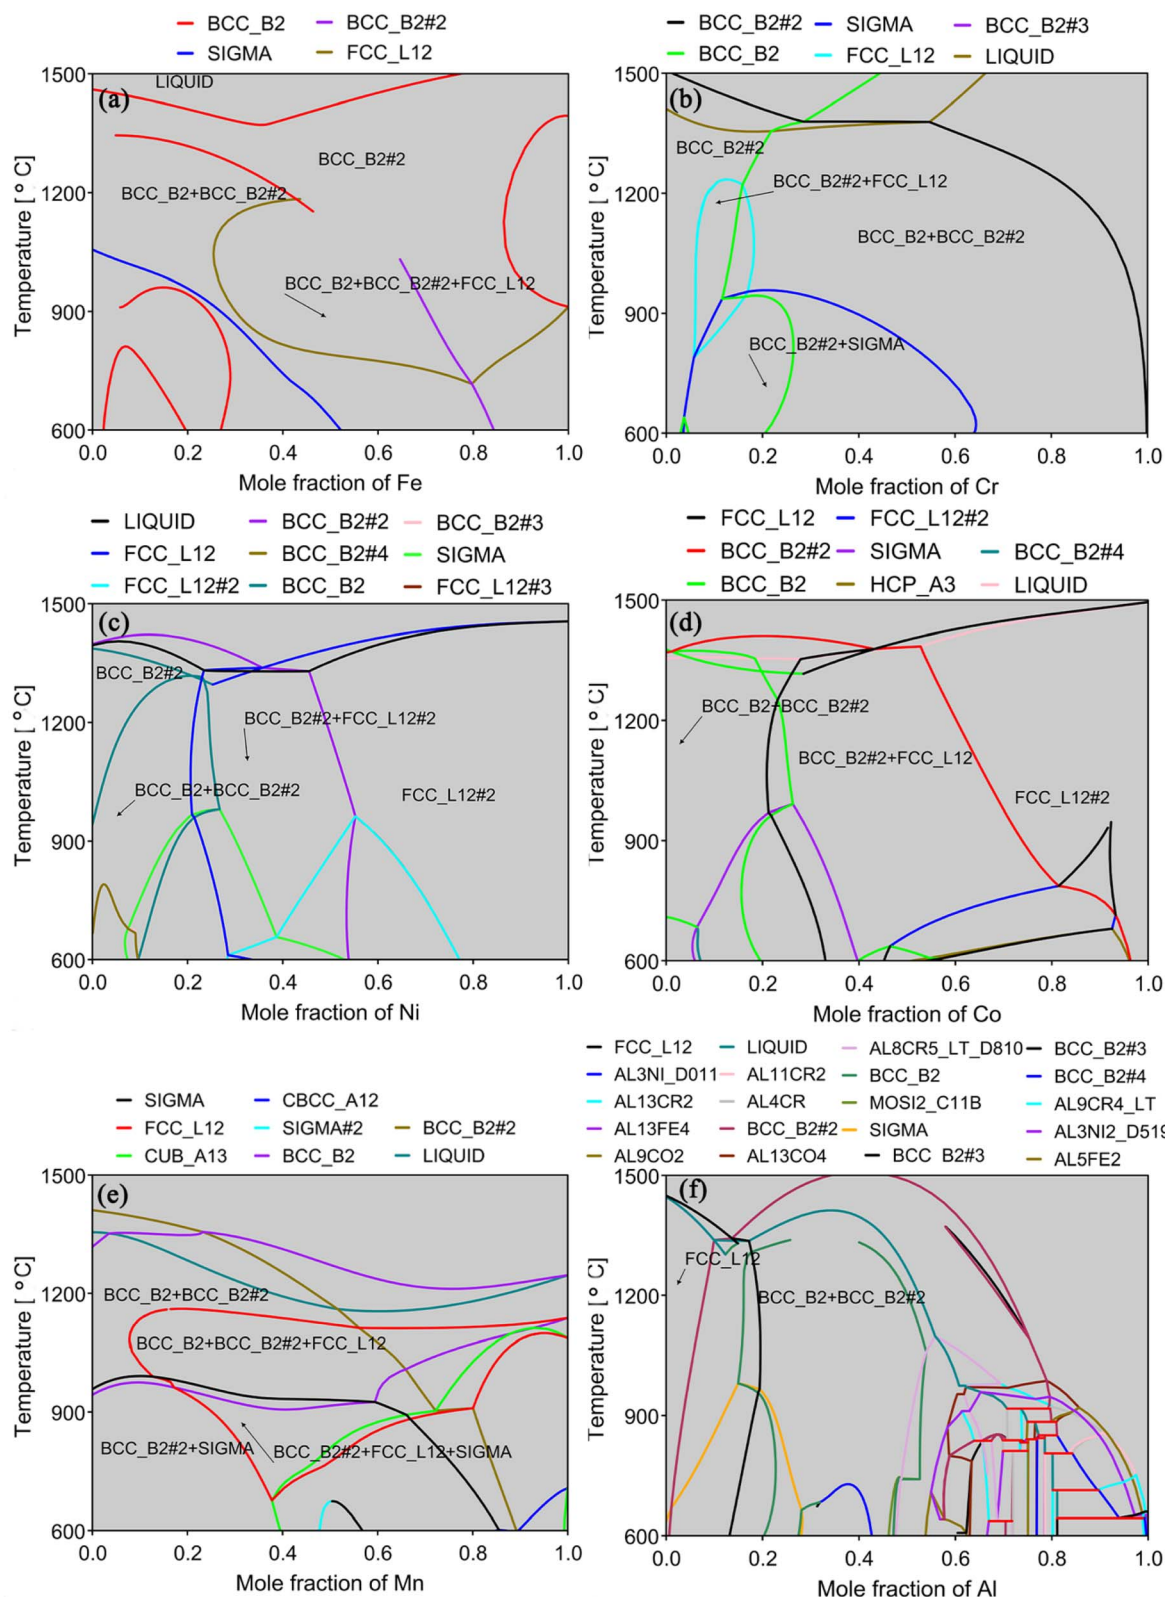 BCC_B2 BCC_B2#2
SIGMA FCC_L12
1500
(a)
LIQUID
BCC_B2#2
1200
BCC_B2+BCC_B2#2
BCC_B2+BCC_B2#2+FCC_L12
900
600
Temperature [ ° C]
0.0 0.2 0.4 0.6 0.8 1.0
Mole fraction of Fe
BCC_B2#2 SIGMA BCC_B2#3
BCC_B2 FCC_L12 LIQUID
1500
(b)
BCC_B2#2
BCC_B2#2+FCC_L12
1200
BCC_B2+BCC_B2#2
900
BCC_B2#2+SIGMA
600
Temperature [ ° C]
0.0 0.2 0.4 0.6 0.8 1.0
Mole fraction of Cr
LIQUID BCC_B2#2 BCC_B2#3
FCC_L12 BCC_B2#4 SIGMA
FCC_L12#2 BCC_B2 FCC_L12#3
1500
(c)
BCC_B2#2
1200
BCC_B2#2+FCC_L12#2
BCC_B2+BCC_B2#2
FCC_L12#2
900
600
Temperature [ ° C]
0.0 0.2 0.4 0.6 0.8 1.0
Mole fraction of Ni
FCC_L12 FCC_L12#2
BCC_B2#2 SIGMA BCC_B2#4
BCC_B2 HCP_A3 LIQUID
1500
(d)
BCC_B2+BCC_B2#2
1200
BCC_B2#2+FCC_L12
FCC_L12#2
900
600
Temperature [ ° C]
0.0 0.2 0.4 0.6 0.8 1.0
Mole fraction of Co
SIGMA CBCC_A12
FCC_L12 SIGMA#2 BCC_B2#2
CUB_A13 BCC_B2 LIQUID
1500
(e)
1200
BCC_B2+BCC_B2#2
BCC_B2+BCC_B2#2+FCC_L12
900
BCC_B2#2+SIGMA
BCC_B2#2+FCC_L12+SIGMA
600
Temperature [ ° C]
0.0 0.2 0.4 0.6 0.8 1.0
Mole fraction of Mn
FCC_L12 LIQUID AL8CR5_LT_D810 BCC_B2#3
AL3NI_D011 AL11CR2 BCC_B2 BCC_B2#4
AL13CR2 AL4CR MOSI2_C11B AL9CR4_LT
AL13FE4 BCC_B2#2 SIGMA AL3NI2_D519
AL9CO2 AL13CO4 BCC B2#3 AL5FE2
1500
(f)
FCC_L12
1200
BCC_B2+BCC_B2#2
900
600
Temperature [ ° C]
0.0 0.2 0.4 0.6 0.8 1.0
Mole fraction of Al